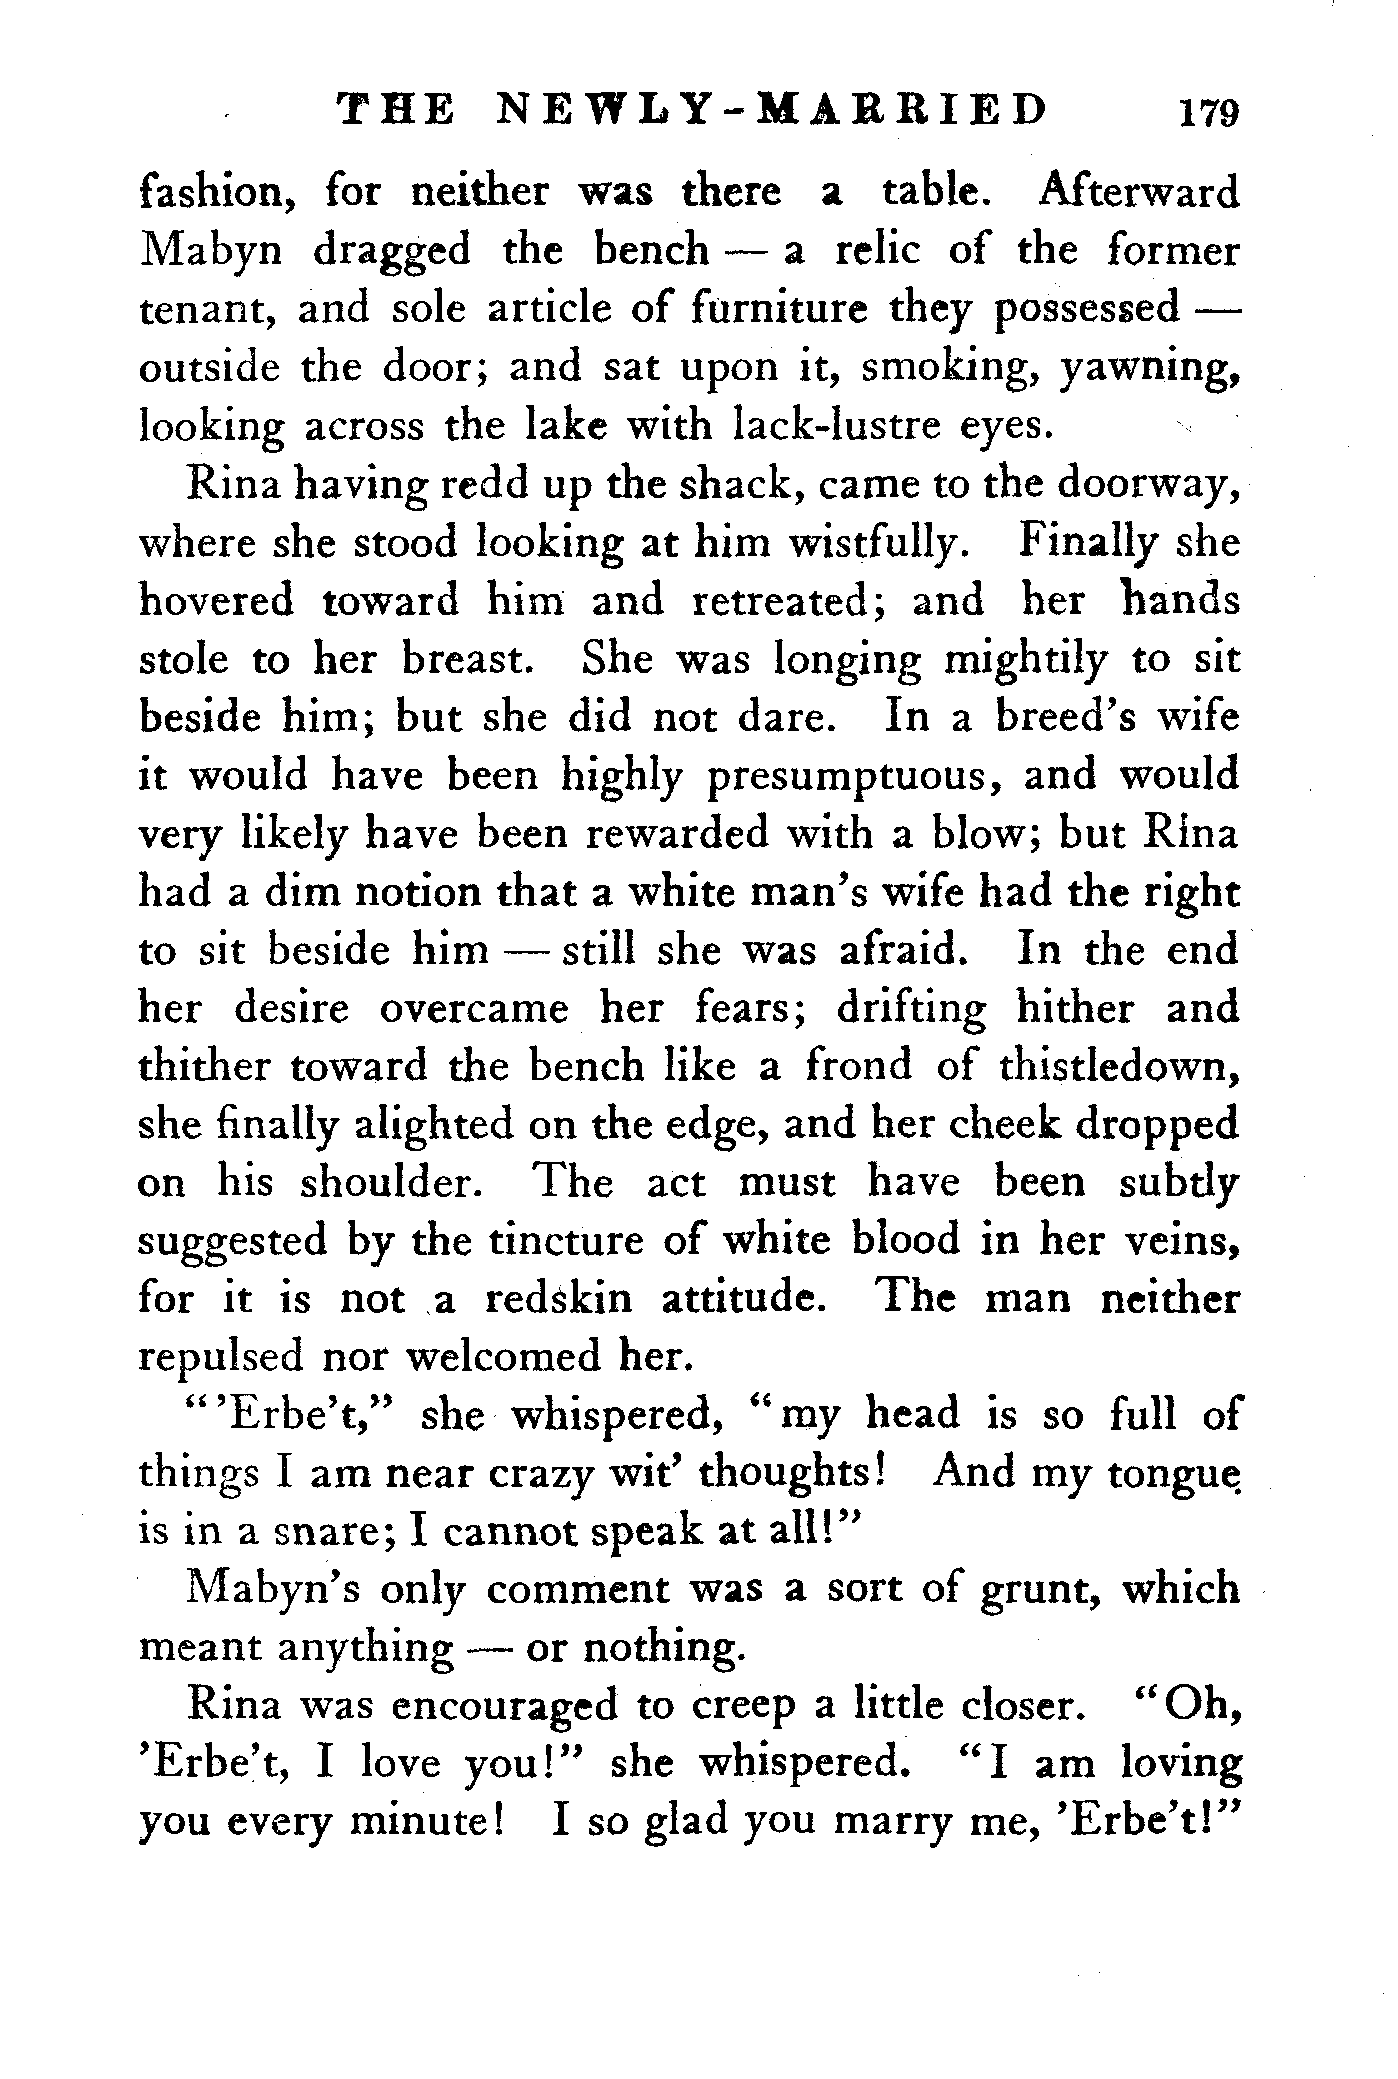 THE NEWLY-MARRIED 179
fashion, for neither was there a table. Afterward
Mabyn dragged the bench — a relic of the former
tenant, and sole article of furniture they possessed —
outside the door; and sat upon it, smoking, yawning,
looking across the lake with lack-lustre eyes.
Rina having redd up the shack, came to the doorway,
where she stood looking at him wistfully. Finally she
hovered toward him and retreated; and her hands
stole to her breast. She was longing mightily to sit
beside him; but she did not dare. In a breed's wife
it would have been highly presumptuous, and would
very likely have been rewarded with a blow; but Rina
had a dim notion that a white man's wife had the right
to sit beside him — still she was afraid. In the end
her desire overcame her fears; drifting hither and
thither toward the bench like a frond of thistledown,
she finally alighted on the edge, and her cheek dropped
on his shoulder. The act must have been subtly
suggested by the tincture of white blood in her veins,
for it is not a redskin attitude. The man neither
repulsed nor welcomed her.
"'Erbe't," she whispered, "my head is so full of
things I am near crazy wit' thoughts! And my tongue
is in a snare; I cannot speak at all!"
Mabyn's only comment was a sort of grunt, which
meant anything — or nothing.
Rina was encouraged to creep a little closer. "Oh,
'Erbe't, I love you!" she whispered. "I am loving
you every minute! I so glad you marry me, 'Erbe't!"